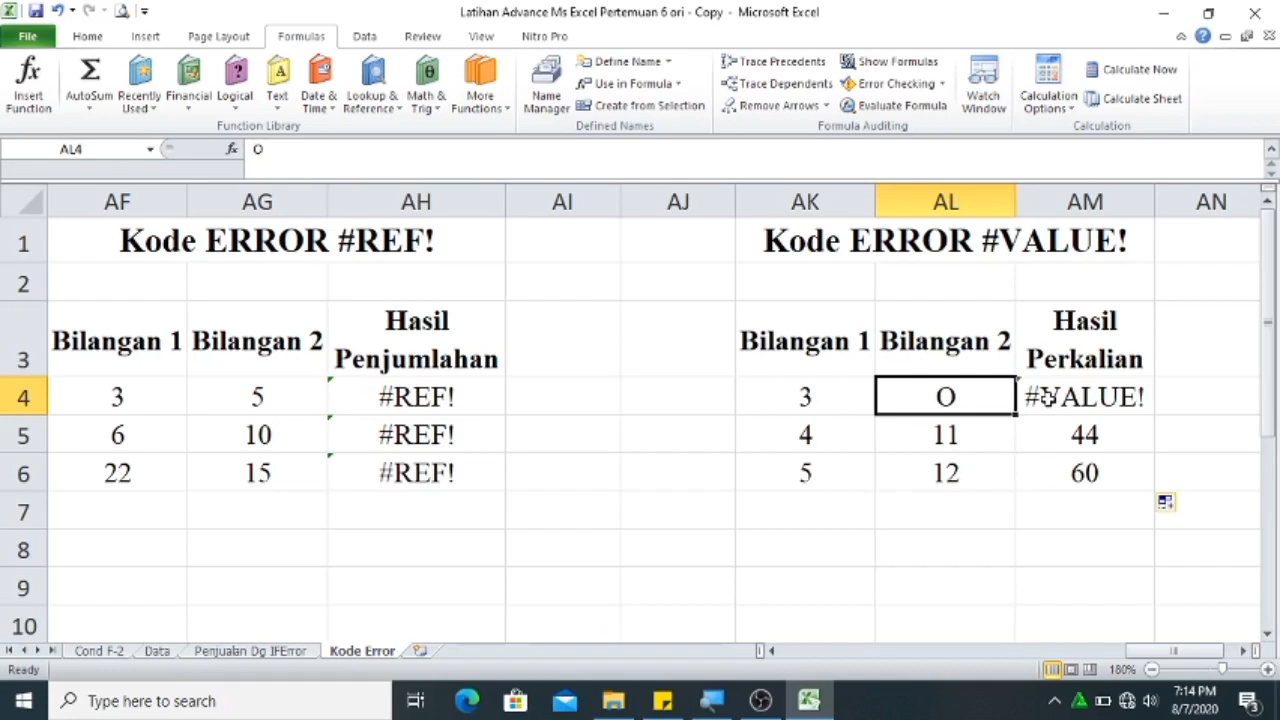 Latihan Advance Ms Excel Pertemuan 6 ori - Copy - Microsoft Excel
File Home Insert Page Layout Formulas Data Review View Nitro Pro
fx Insert Function
Σ AutoSum
Recently Used
Financial
Logical
Text
Date & Time
Lookup & Reference
Math & Trig
More Functions
Function Library
Name Manager
Define Name
Use in Formula
Create from Selection
Defined Names
Trace Precedents
Trace Dependents
Remove Arrows
Show Formulas
Error Checking
Evaluate Formula
Watch Window
Formula Auditing
Calculation Options
Calculate Now
Calculate Sheet
Calculation
AL4 fx O
AF AG AH AI AJ AK AL AM AN
1 Kode ERROR #REF! Kode ERROR #VALUE!
2
3 Bilangan 1 Bilangan 2 Hasil Penjumlahan Bilangan 1 Bilangan 2 Hasil Perkalian
4 3 5 #REF! 3 O #VALUE!
5 6 10 #REF! 4 11 44
6 22 15 #REF! 5 12 60
7
8
9
10
Cond F-2 Data Penjualan Dg IFError Kode Error
Ready 180%
Type here to search
7:14 PM
8/7/2020
3